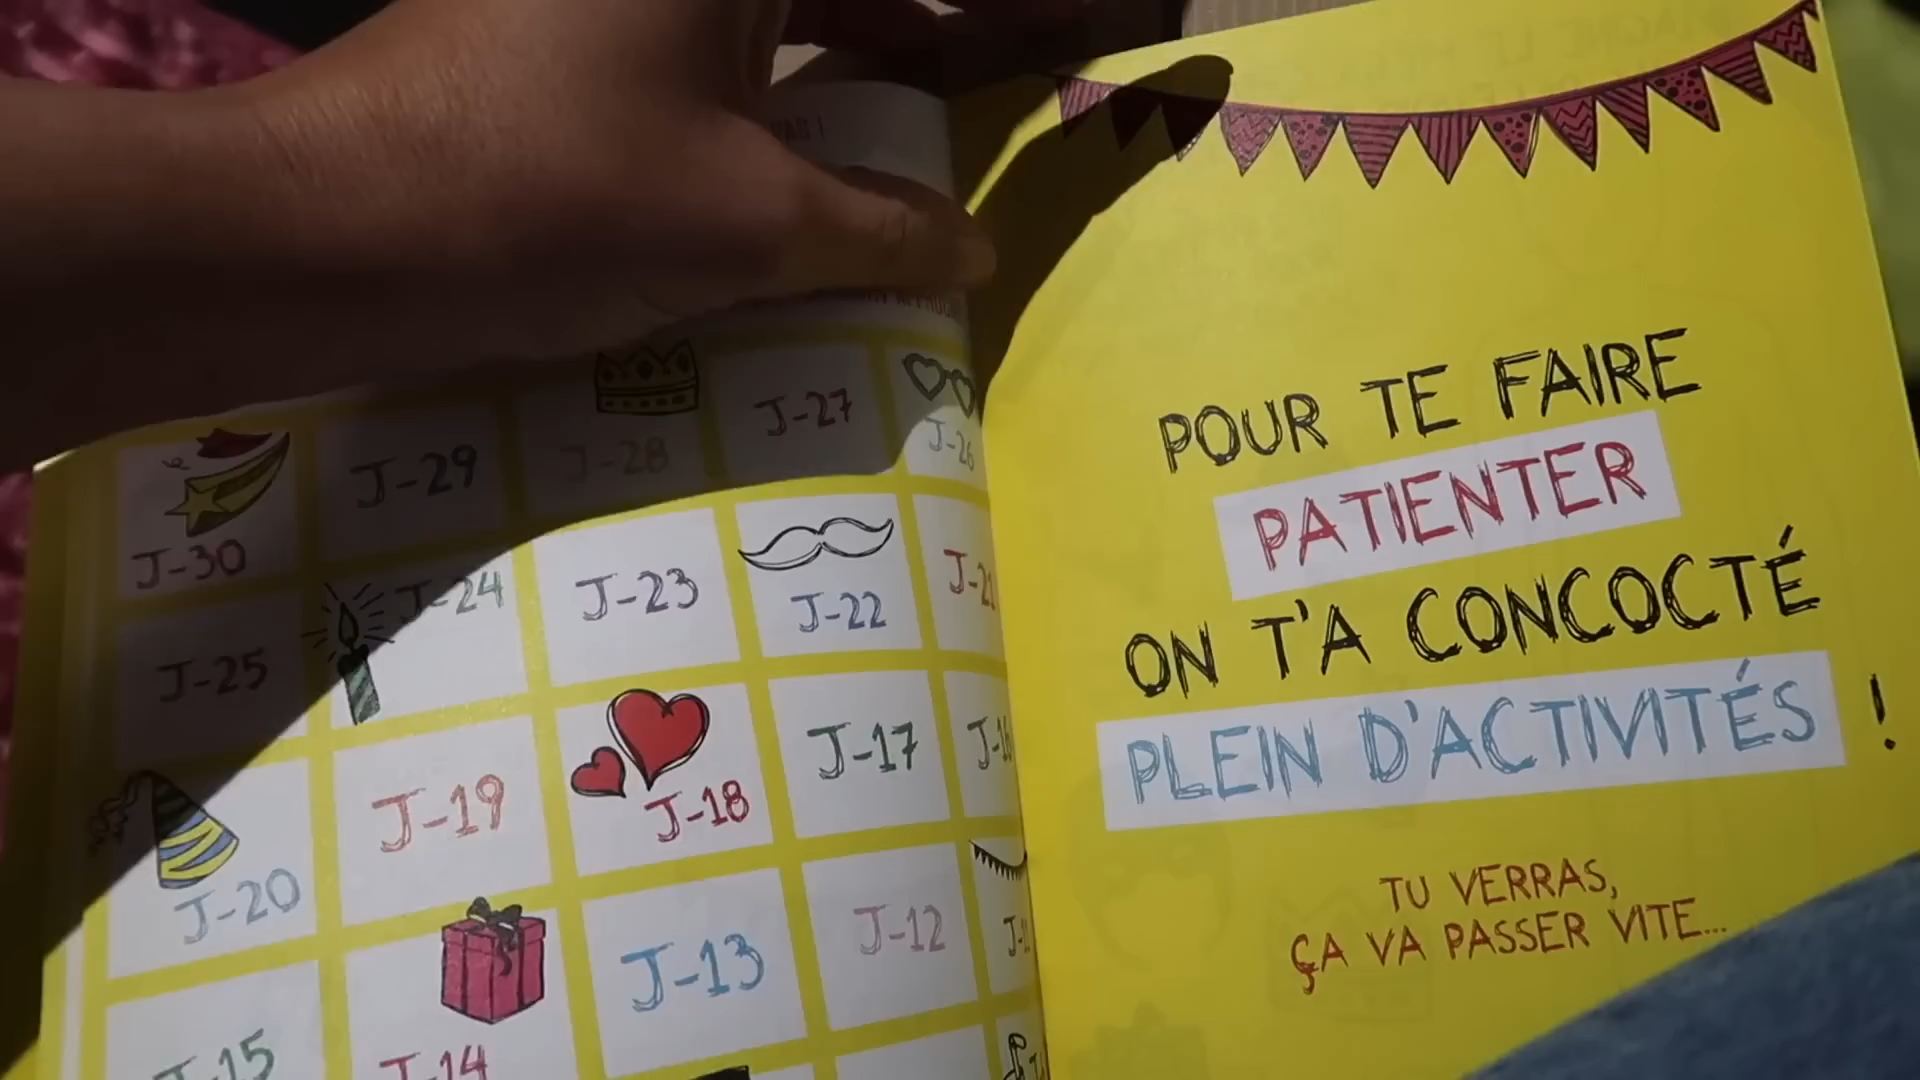 J-30
J-29
J-28
J-27
J-26
J-25
J-24
J-23
J-22
J-21
J-20
J-19
J-18
J-17
J-13
J-12
J-15
J-14
POUR TE FAIRE
PATIENTER
ON T'A CONCOCTÉ
PLEIN D'ACTIVITÉS !
TU VERRAS,
ÇA VA PASSER VITE...